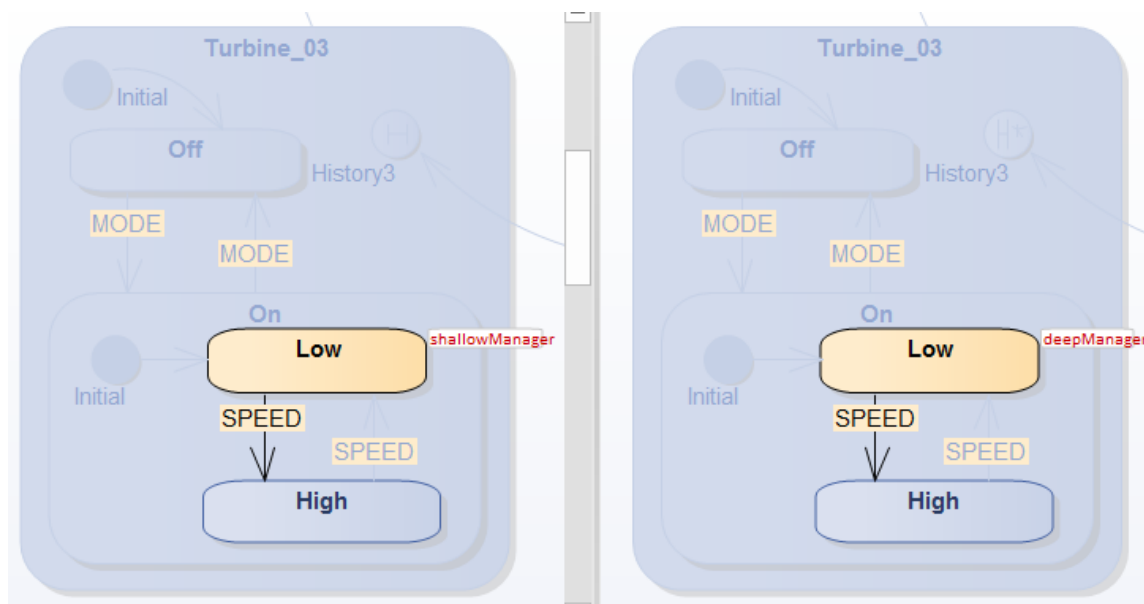 Turbine_03
Initial
Off
H
History3
MODE
MODE
On
Low
shallowManager
Initial
SPEED
SPEED
High
Turbine_03
Initial
Off
H*
History3
MODE
MODE
On
Low
deepManager
Initial
SPEED
SPEED
High